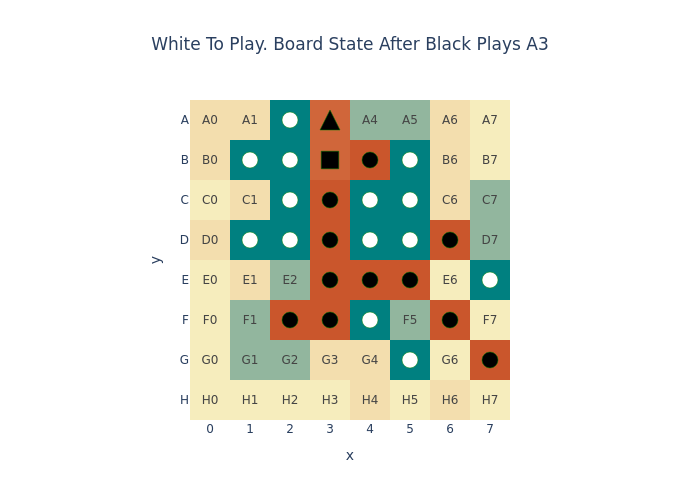 White To Play. Board State After Black Plays A3
A A0 A1 A4 A5 A6 A7
B B0 B6 B7
C C0 C1 C6 C7
D D0 D7
E E0 E1 E2 E6
F F0 F1 F5 F7
G G0 G1 G2 G3 G4 G6
H H0 H1 H2 H3 H4 H5 H6 H7
0 1 2 3 4 5 6 7
x
y